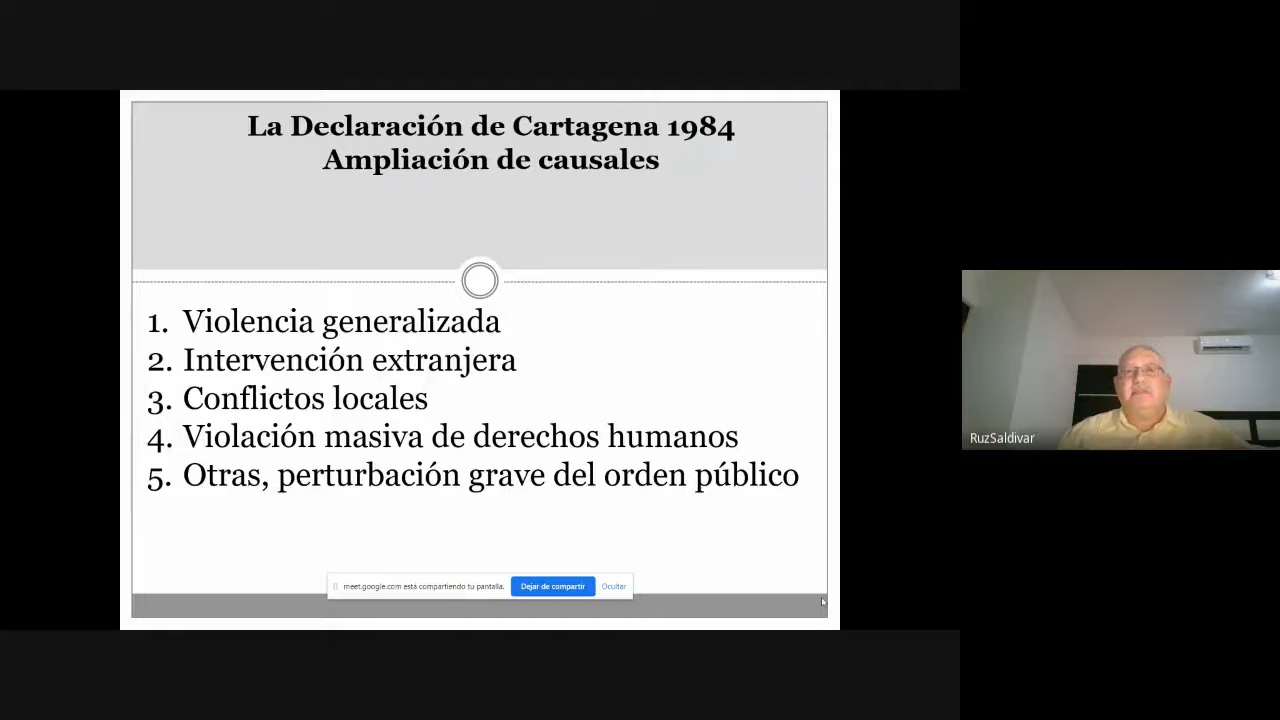 La Declaración de Cartagena 1984
Ampliación de causales
1. Violencia generalizada
2. Intervención extranjera
3. Conflictos locales
4. Violación masiva de derechos humanos
5. Otras, perturbación grave del orden público
meet.google.com está compartiendo tu pantalla. Dejar de compartir Ocultar
RuzSaldivar